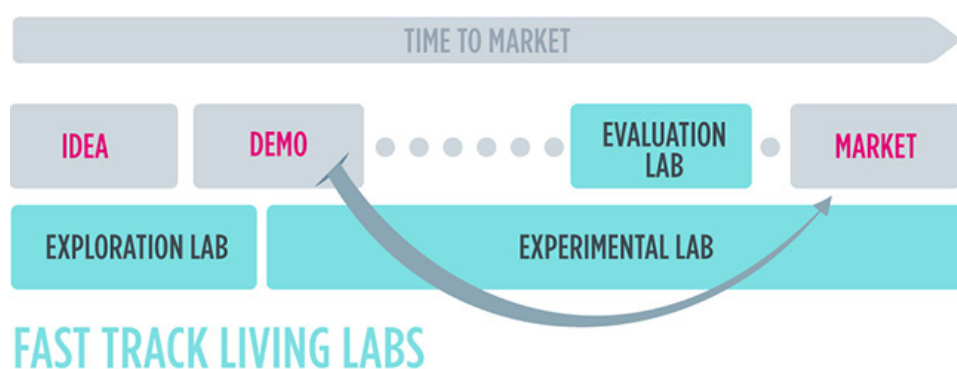 TIME TO MARKET
IDEA
DEMO
EVALUATION
LAB
MARKET
EXPLORATION LAB
EXPERIMENTAL LAB
FAST TRACK LIVING LABS